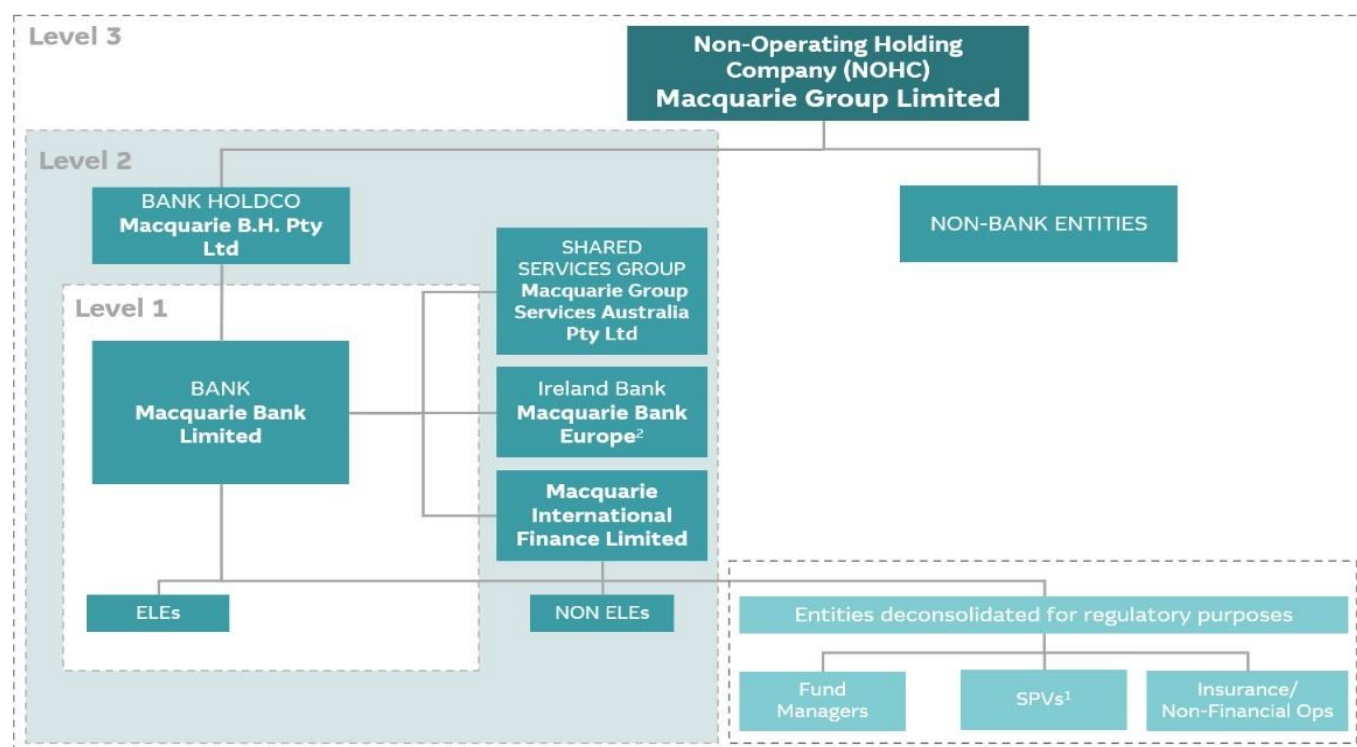 Level 3
Non-Operating Holding
Company (NOHC)
Macquarie Group Limited
Level 2
BANK HOLDCO
Macquarie B.H. Pty
Ltd
NON-BANK ENTITIES
SHARED
SERVICES GROUP
Macquarie Group
Services Australia
Pty Ltd
Level 1
BANK
Macquarie Bank
Limited
Ireland Bank
Macquarie Bank
Europe²
Macquarie
International
Finance Limited
ELEs
NON ELEs
Entities deconsolidated for regulatory purposes
Fund
Managers
SPVs¹
Insurance/
Non-Financial Ops